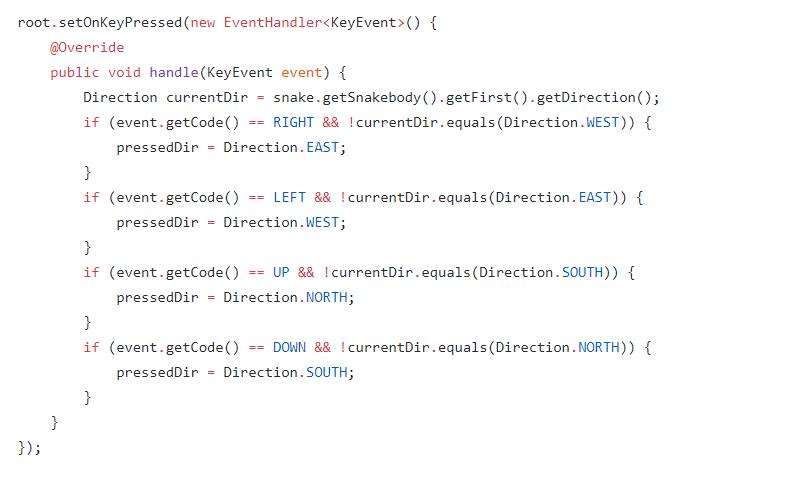 root.setOnKeyPressed(new EventHandler<KeyEvent>() {
    @Override
    public void handle(KeyEvent event) {
        Direction currentDir = snake.getSnakebody().getFirst().getDirection();
        if (event.getCode() == RIGHT && !currentDir.equals(Direction.WEST)) {
            pressedDir = Direction.EAST;
        }
        if (event.getCode() == LEFT && !currentDir.equals(Direction.EAST)) {
            pressedDir = Direction.WEST;
        }
        if (event.getCode() == UP && !currentDir.equals(Direction.SOUTH)) {
            pressedDir = Direction.NORTH;
        }
        if (event.getCode() == DOWN && !currentDir.equals(Direction.NORTH)) {
            pressedDir = Direction.SOUTH;
        }
    }
});